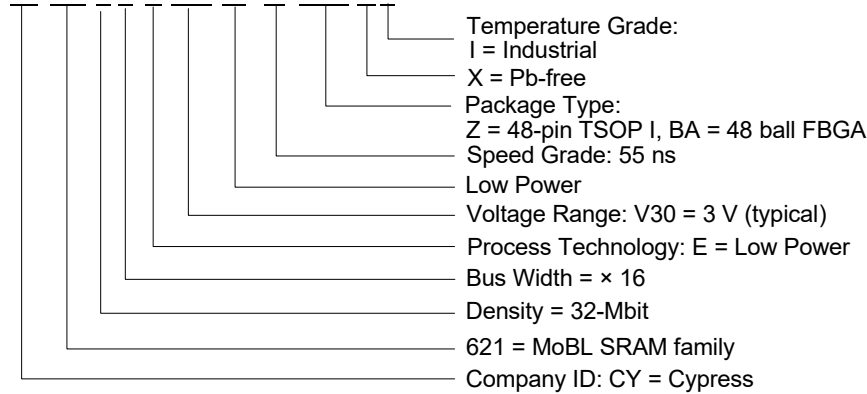 Temperature Grade:
I = Industrial
X = Pb-free
Package Type:
Z = 48-pin TSOP I, BA = 48 ball FBGA
Speed Grade: 55 ns
Low Power
Voltage Range: V30 = 3 V (typical)
Process Technology: E = Low Power
Bus Width = × 16
Density = 32-Mbit
621 = MoBL SRAM family
Company ID: CY = Cypress